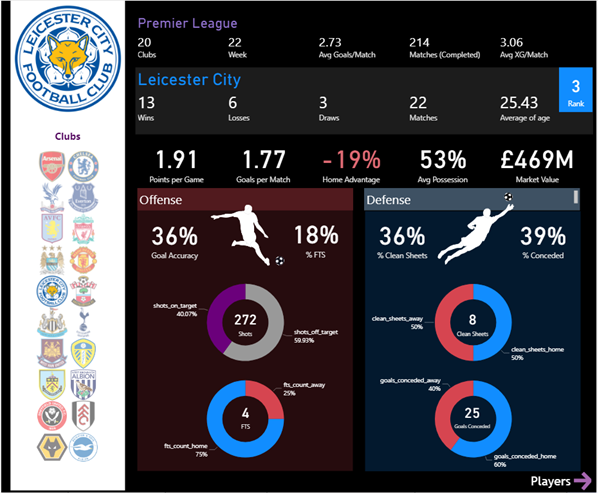 LEICESTER CITY
FOOTBALL CLUB
Clubs
Arsenal
Premier League
20
Clubs
22
Week
2.73
Avg Goals/Match
214
Matches (Completed)
3.06
Avg XG/Match
Leicester City
13
Wins
6
Losses
3
Draws
22
Matches
25.43
Average of age
3
Rank
1.91
Points per Game
1.77
Goals per Match
-19%
Home Advantage
53%
Avg Possession
£469M
Market Value
Offense
36%
Goal Accuracy
18%
% FTS
shots_on_target
40.07%
272
Shots
shots_off_target
59.93%
fts_count_away
25%
4
FTS
fts_count_home
75%
Defense
36%
% Clean Sheets
39%
% Conceded
clean_sheets_away
50%
8
Clean Sheets
clean_sheets_home
50%
goals_conceded_away
40%
25
Goals Conceded
goals_conceded_home
60%
Players